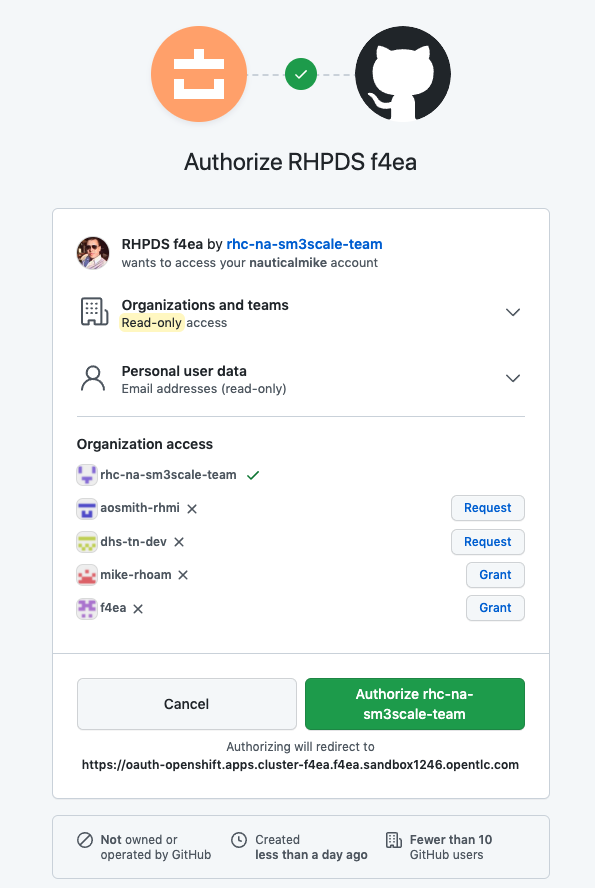 Authorize RHPDS f4ea
RHPDS f4ea by rhc-na-sm3scale-team
wants to access your nauticalmike account
Organizations and teams
Read-only access
Personal user data
Email addresses (read-only)
Organization access
rhc-na-sm3scale-team
aosmith-rhmi
Request
dhs-tn-dev
Request
mike-rhoam
Grant
f4ea
Grant
Cancel
Authorize rhc-na-
sm3scale-team
Authorizing will redirect to
https://oauth-openshift.apps.cluster-f4ea.f4ea.sandbox1246.opentlc.com
Not owned or
operated by GitHub
Created
less than a day ago
Fewer than 10
GitHub users